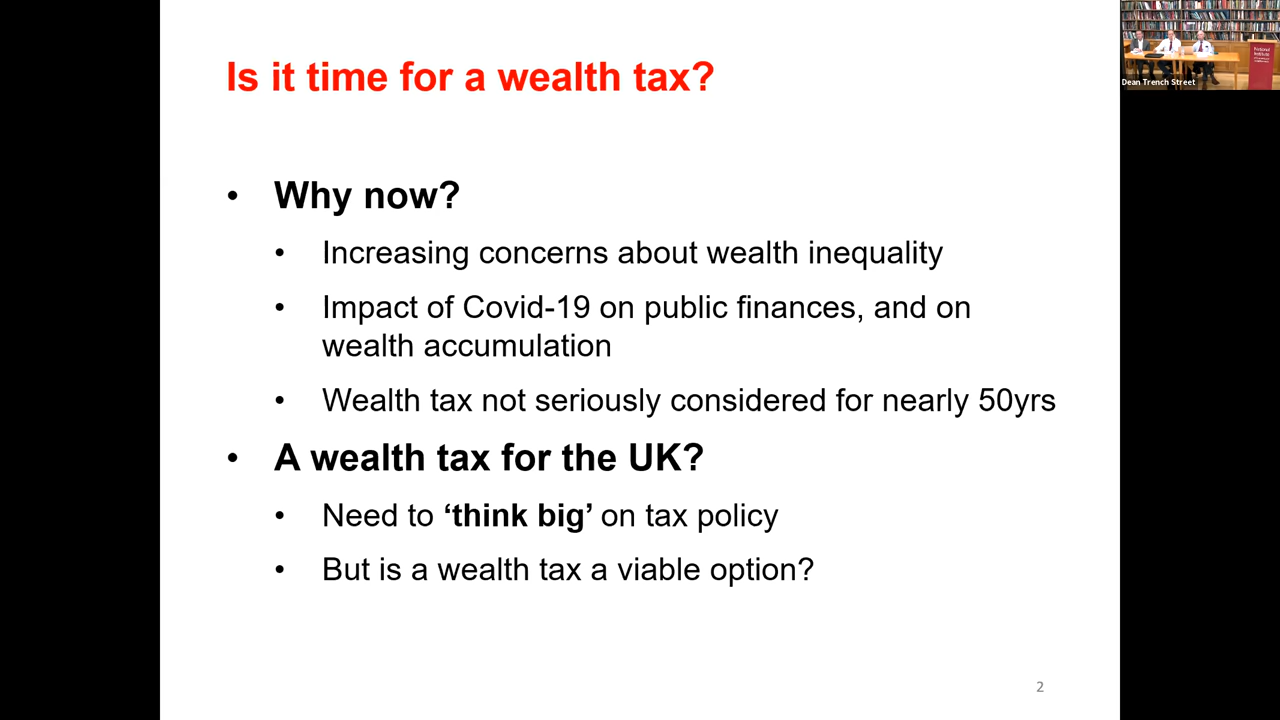 Is it time for a wealth tax?
• Why now?
• Increasing concerns about wealth inequality
• Impact of Covid-19 on public finances, and on
wealth accumulation
• Wealth tax not seriously considered for nearly 50yrs
• A wealth tax for the UK?
• Need to ‘think big’ on tax policy
• But is a wealth tax a viable option?
2
Dean Trench Street
National
Institute